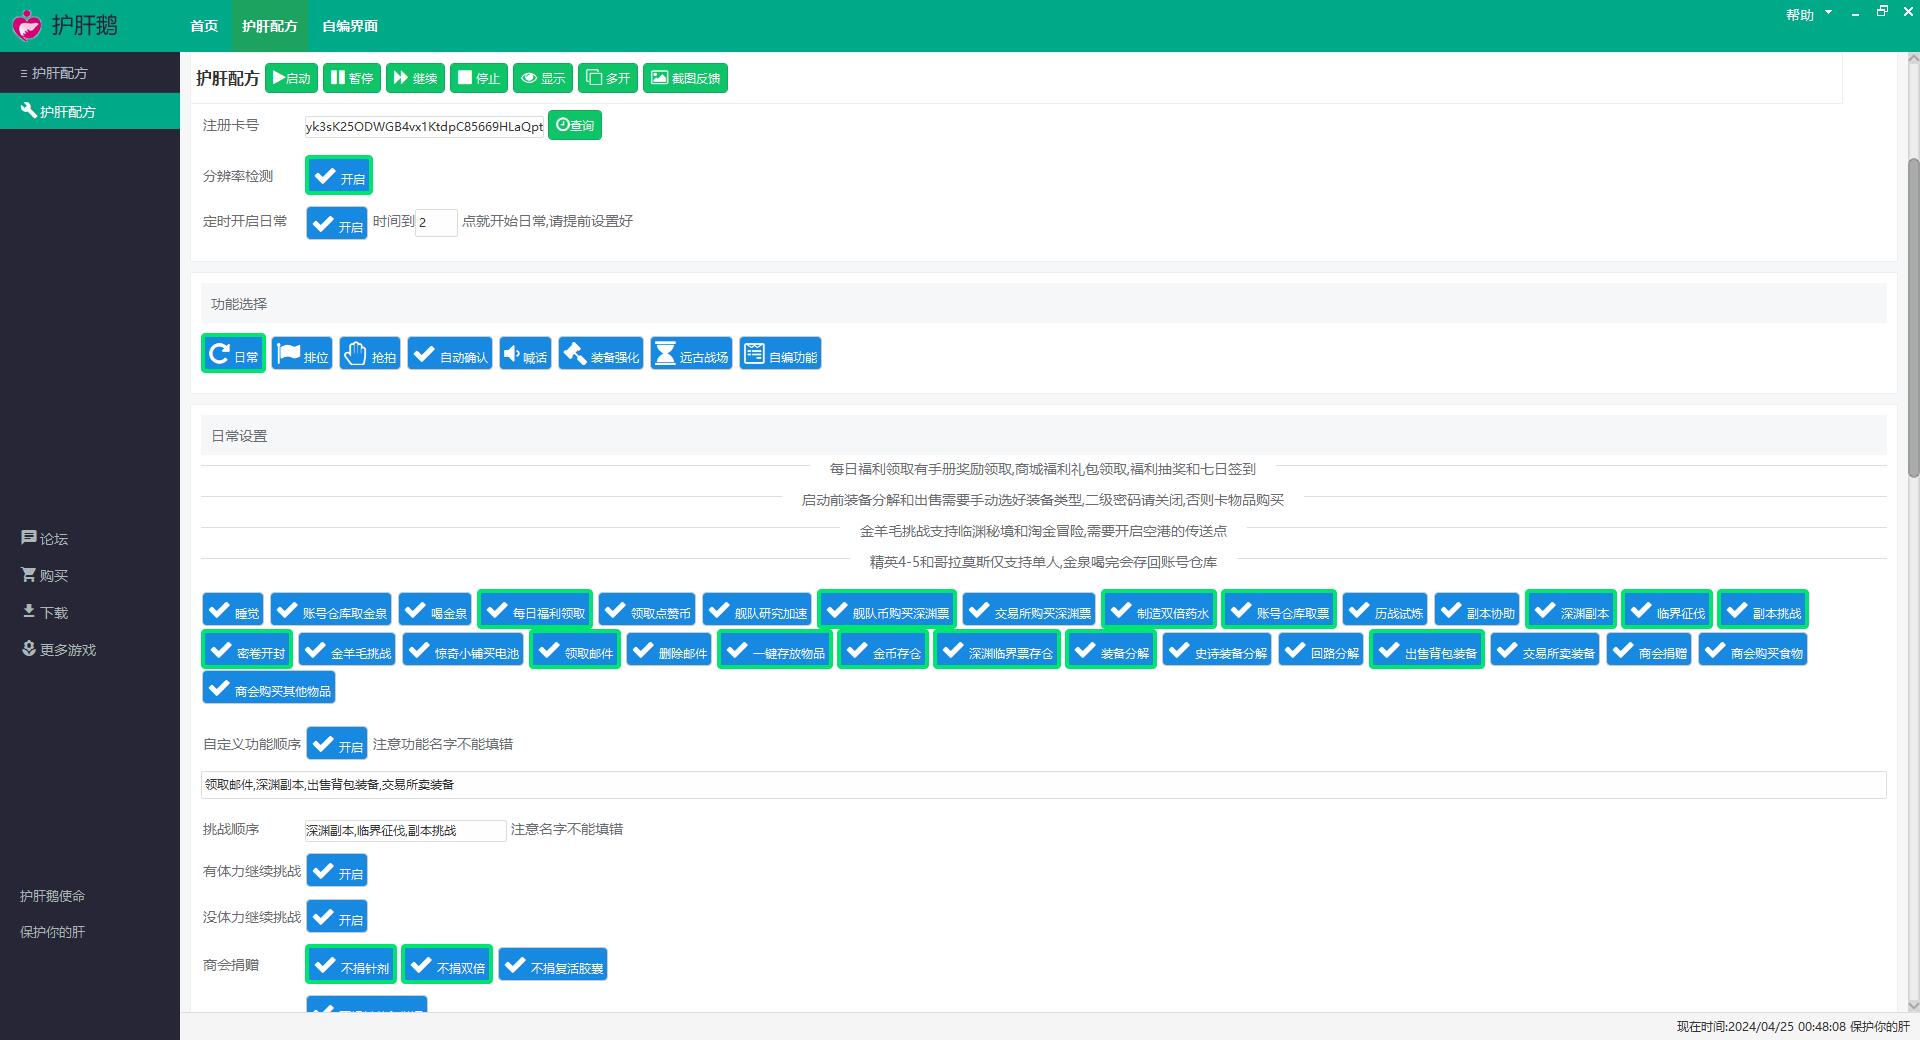 护肝鹅
首页 护肝配方 自编界面
帮助
护肝配方
护肝配方
论坛
购买
下载
更多游戏
护肝鹅使命
保护你的肝
护肝配方 启动 暂停 继续 停止 显示 多开 截图反馈
注册卡号 yk3sK25ODWGB4vx1KtdpC85669HLaQpt 查询
分辨率检测 开启
定时开启日常 开启 时间到 2 点就开始日常,请提前设置好
功能选择
日常 排位 抢拍 自动确认 喊话 装备强化 远古战场 自编功能
日常设置
每日福利领取有手册奖励领取,商城福利礼包领取,福利抽奖和七日签到
启动前装备分解和出售需要手动选好装备类型,二级密码请关闭,否则卡物品购买
金羊毛挑战支持临渊秘境和淘金冒险,需要开启空港的传送点
精英4-5和哥拉莫斯仅支持单人,金泉喝完会存回账号仓库
睡觉 账号仓库取金泉 喝金泉 每日福利领取 领取点赞币 舰队研究加速 舰队币购买深渊票 交易所购买深渊票 制造双倍药水 账号仓库取票 历战试炼 副本协助 深渊副本 临界征伐 副本挑战
密卷开封 金羊毛挑战 惊奇小铺买电池 领取邮件 删除邮件 一键存放物品 金币存仓 深渊临界票存仓 装备分解 史诗装备分解 回路分解 出售背包装备 交易所卖装备 商会捐赠 商会购买食物
商会购买其他物品
自定义功能顺序 开启 注意功能名字不能填错
领取邮件,深渊副本,出售背包装备,交易所卖装备
挑战顺序 深渊副本,临界征伐,副本挑战 注意名字不能填错
有体力继续挑战 开启
没体力继续挑战 开启
商会捐赠 不捐针剂 不捐双倍 不捐复活胶囊
现在时间:2024/04/25 00:48:08 保护你的肝